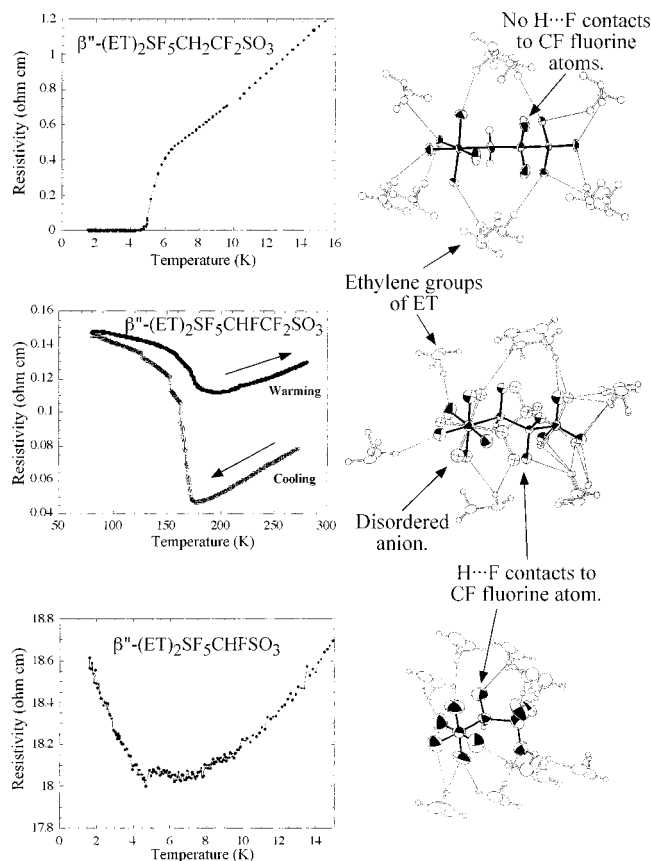 β"-(ET)2SF5CH2CF2SO3
Resistivity (ohm cm)
1.2
1
0.8
0.6
0.4
0.2
0
0 2 4 6 8 10 12 14 16
Temperature (K)
No H···F contacts
to CF fluorine
atoms.
Ethylene groups
of ET
β"-(ET)2SF5CHFCF2SO3
Resistivity (ohm cm)
0.16
0.14
0.12
0.1
0.08
0.06
0.04
Warming
Cooling
50 100 150 200 250 300
Temperature (K)
Disordered
anion.
H···F contacts to
CF fluorine atom.
β"-(ET)2SF5CHFSO3
Resistivity (ohm cm)
18.8
18.6
18.4
18.2
18
17.8
0 2 4 6 8 10 12 14
Temperature (K)